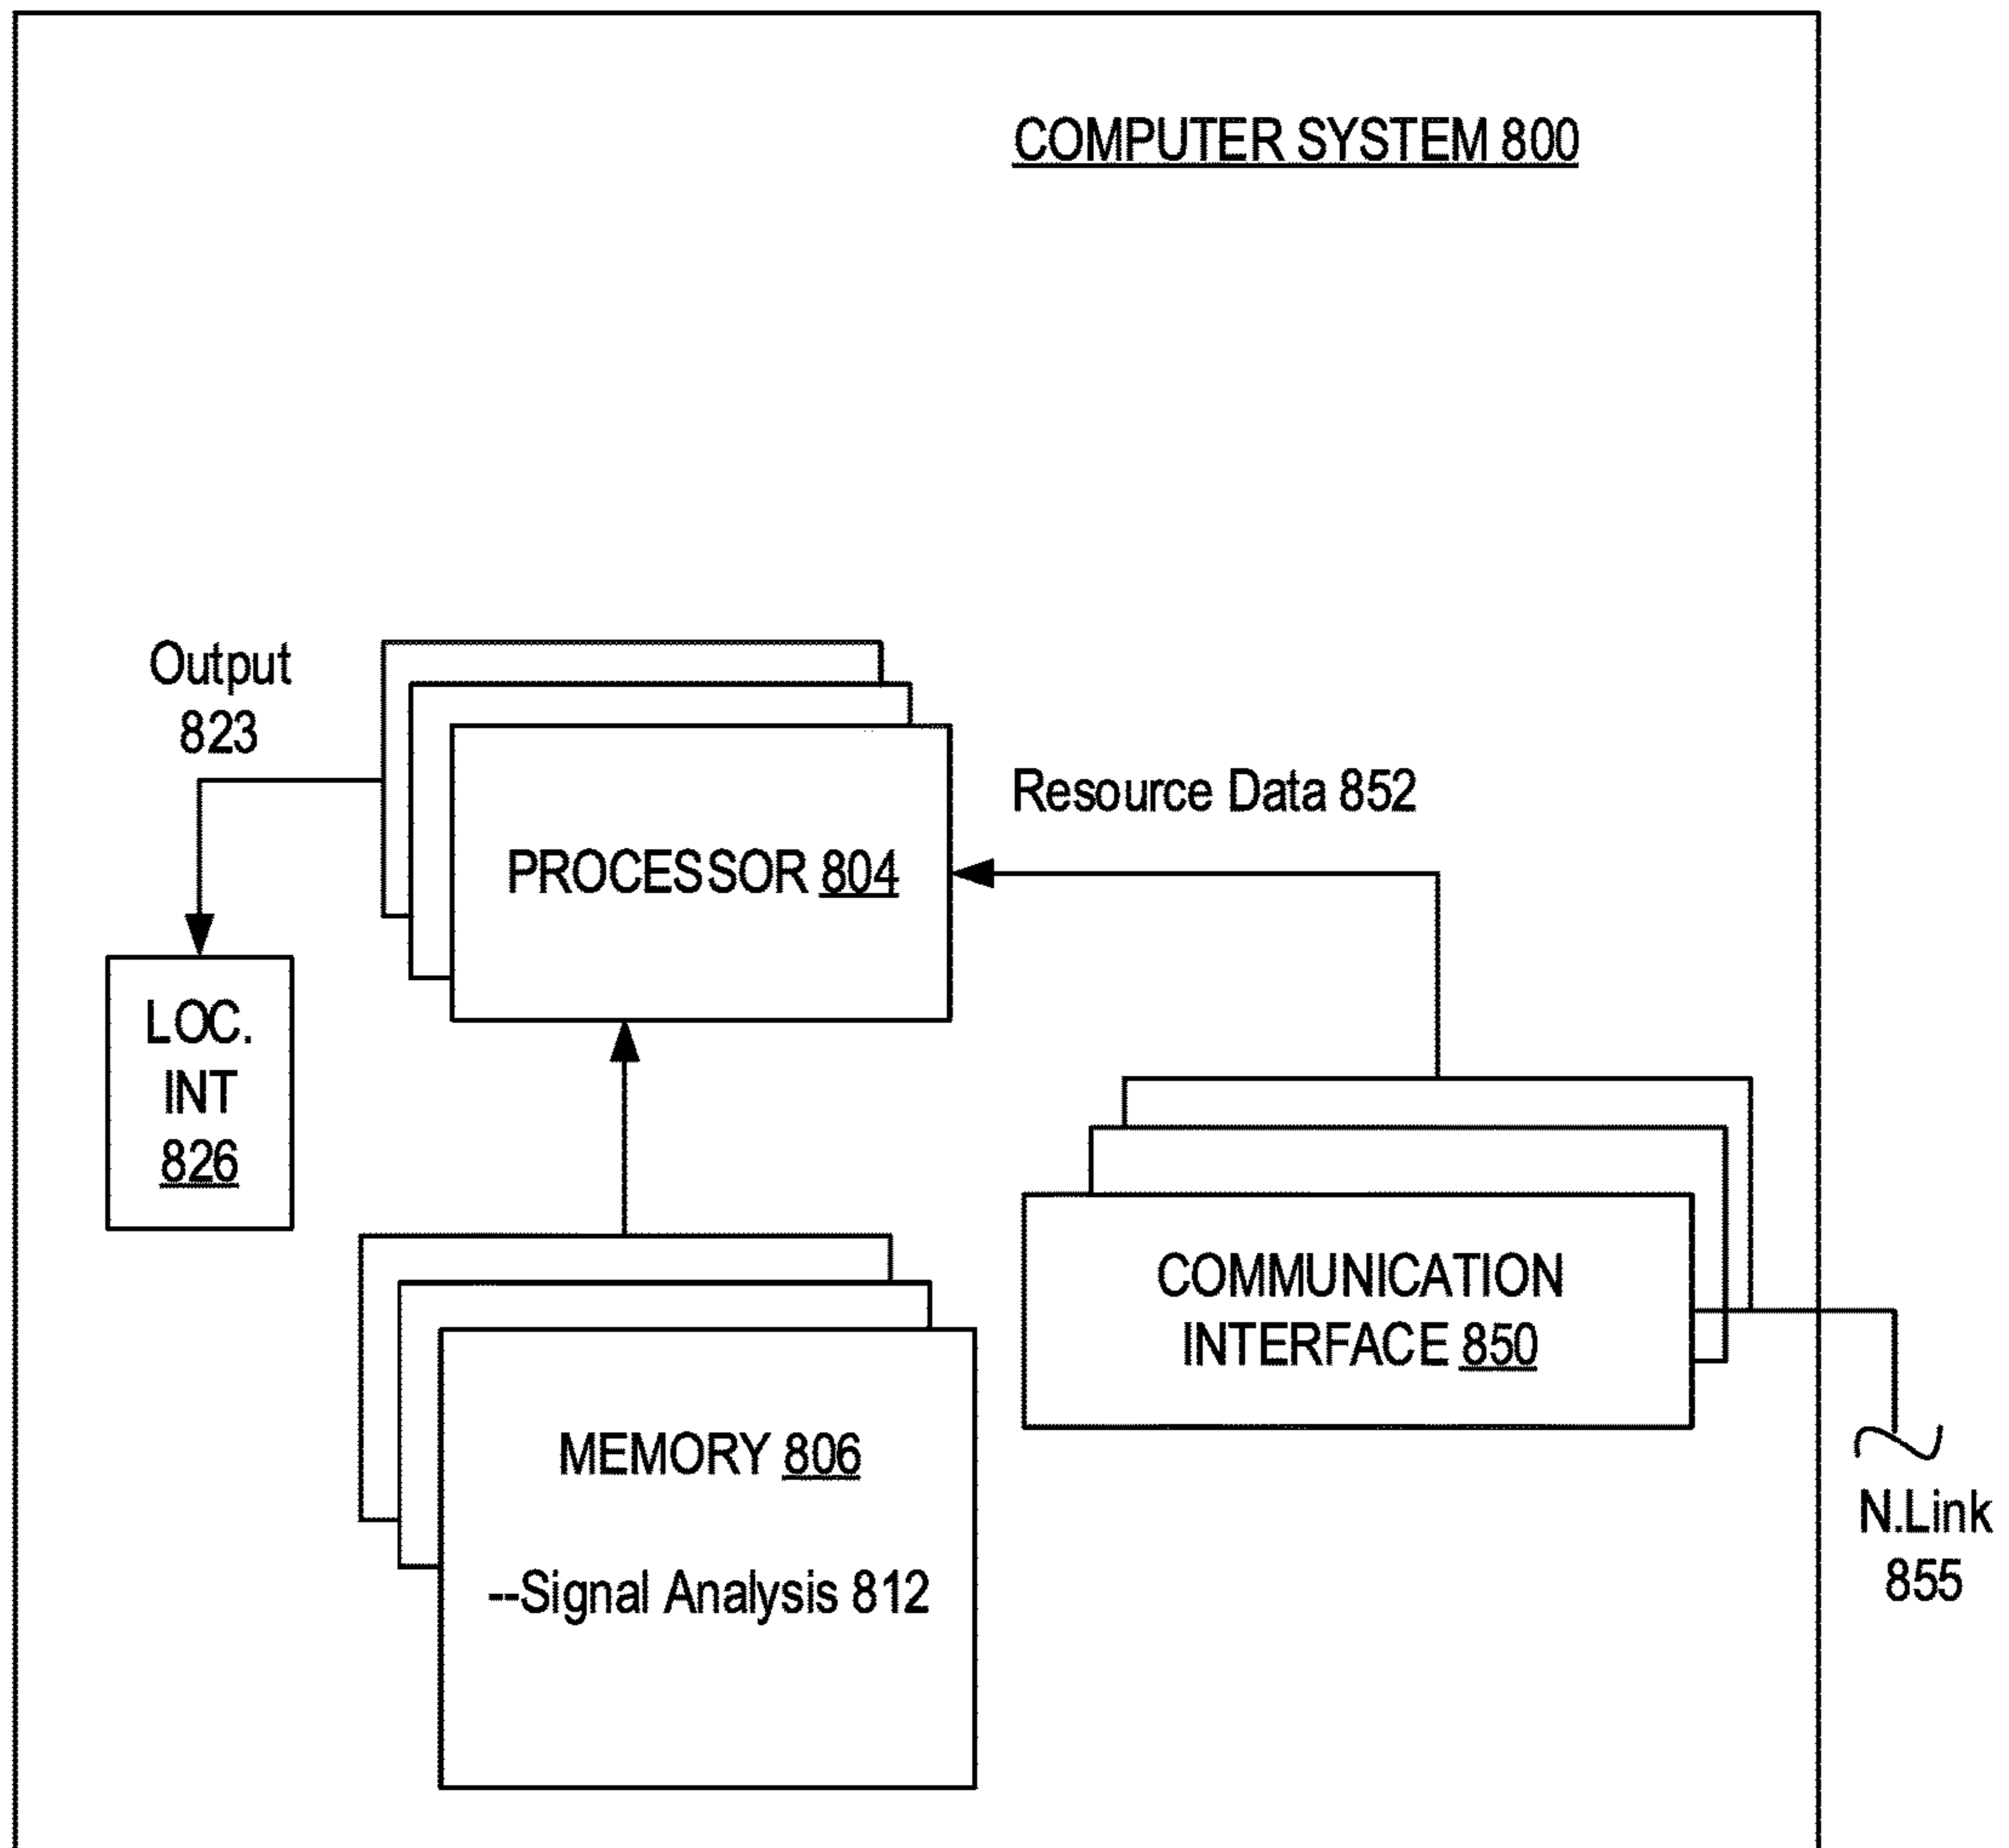 COMPUTER SYSTEM 800
Output
823
Resource Data 852
PROCESSOR 804
LOC.
INT
826
COMMUNICATION
INTERFACE 850
MEMORY 806
--Signal Analysis 812
N.Link
855